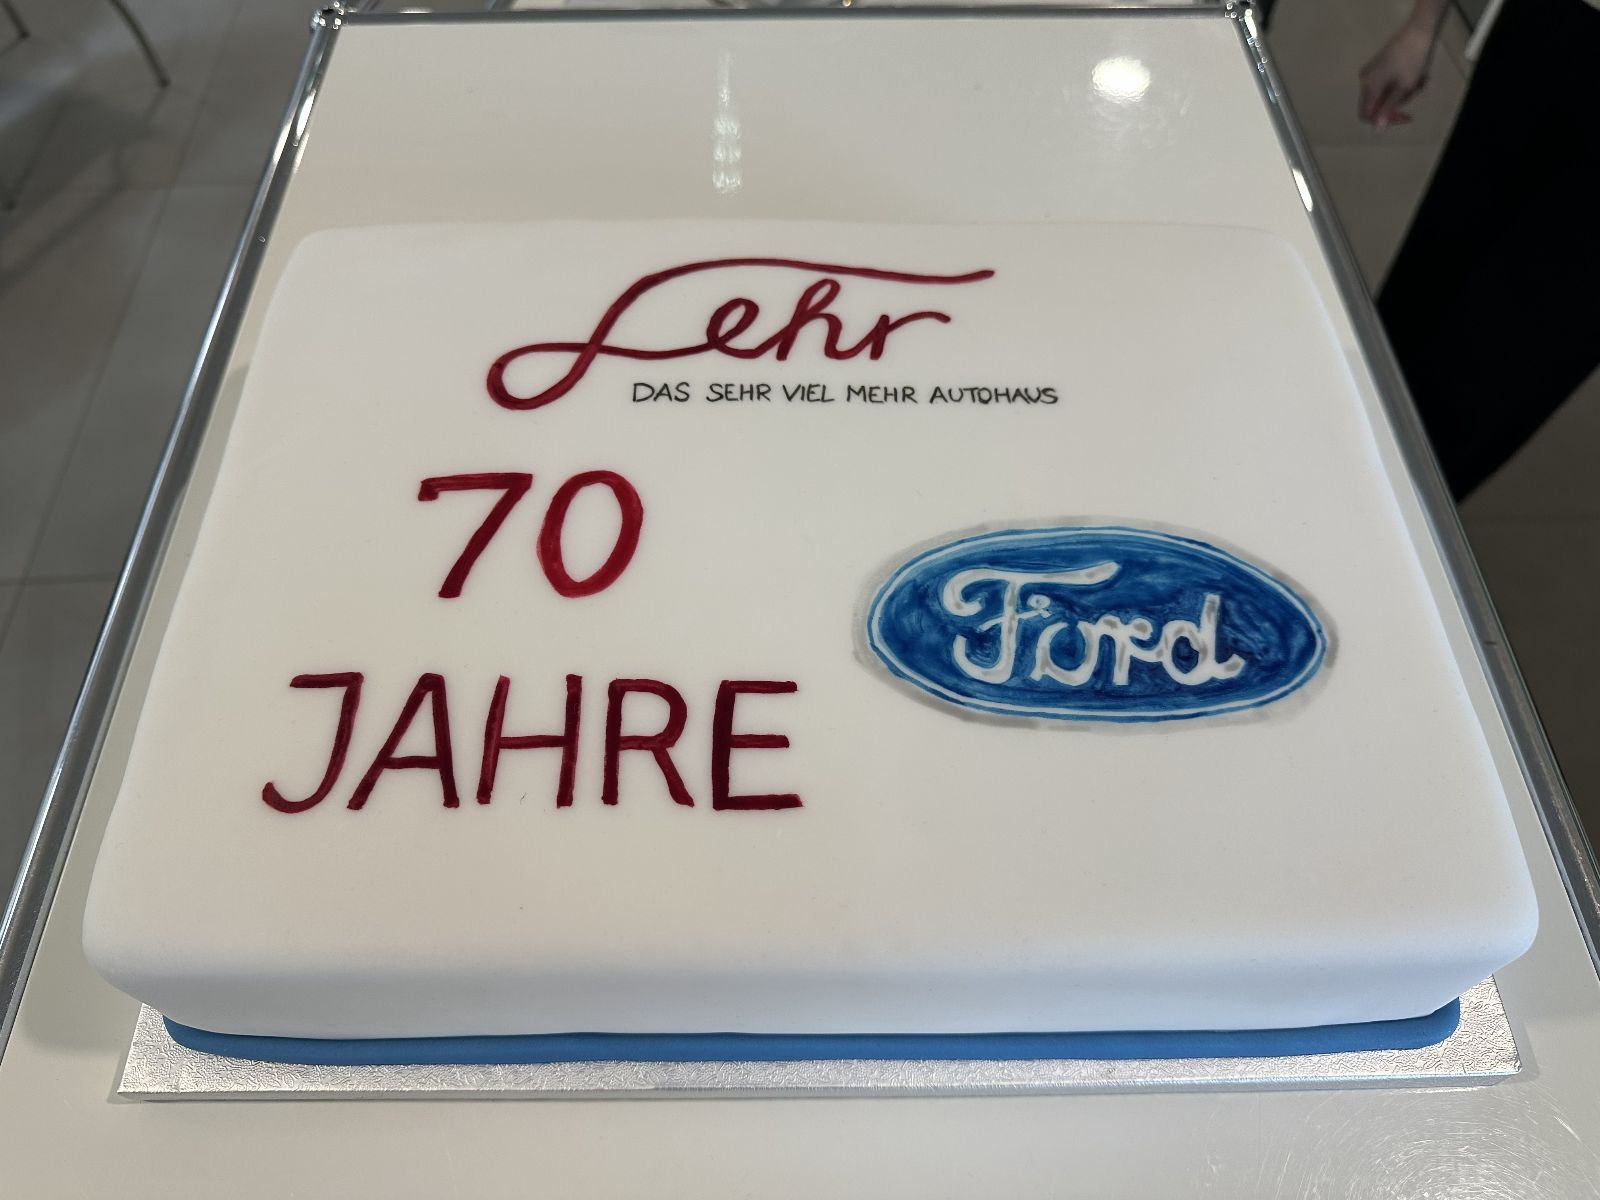 Lehr
DAS SEHR VIEL MEHR AUTOHAUS
70
JAHRE
Ford